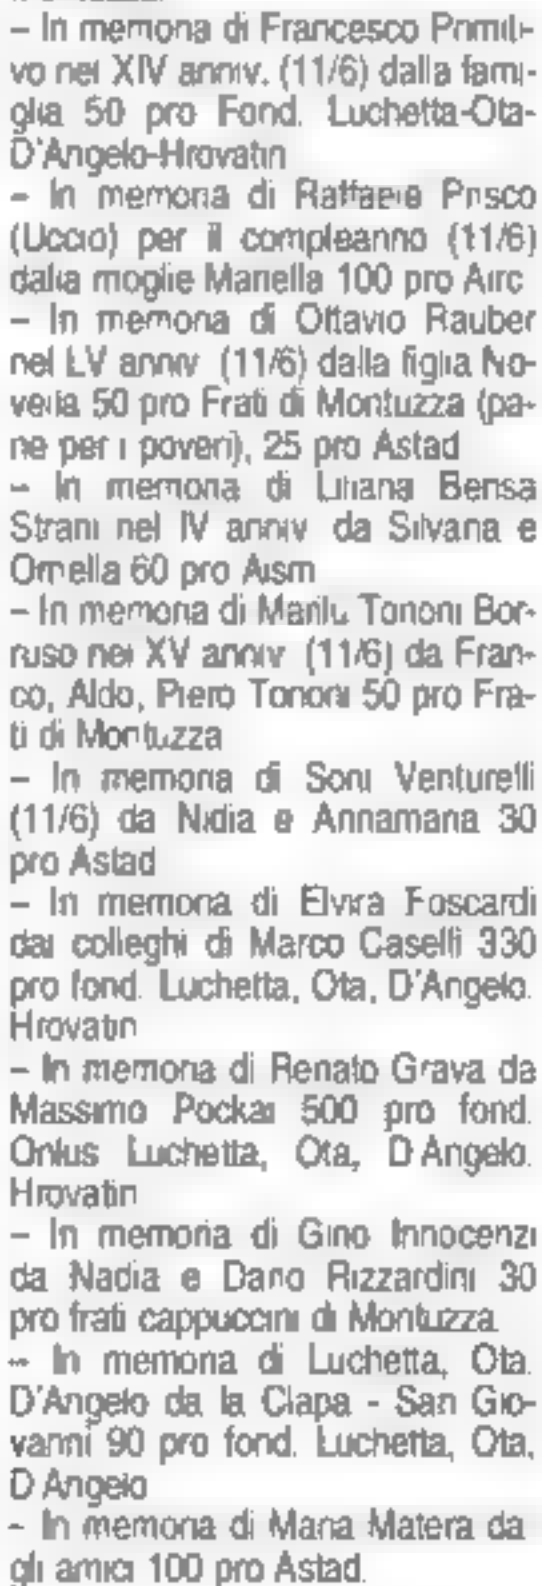 – In memoria di Francesco Primiti-
vo nel XIV anniv. (11/6) dalla fami-
glia 50 pro Fond. Luchetta-Ota-
D'Angelo-Hrovatin
– In memoria di Raffaele Prisco
(Uccio) per il compleanno (11/6)
dalla moglie Mariella 100 pro Airc
– In memoria di Ottavio Rauber
nel LV anniv (11/6) dalla figlia No-
vella 50 pro Frati di Montuzza (pa-
ne per i poveri), 25 pro Astad
– In memoria di Liliana Bensa
Strani nel IV anniv da Silvana e
Ornella 60 pro Aism
– In memoria di Marilu Tononi Bor-
ruso nel XV anniv (11/6) da Fran-
co, Aldo, Piero Tononi 50 pro Fra-
ti di Montuzza
– In memoria di Soni Venturelli
(11/6) da Nidia e Annamaria 30
pro Astad
– In memoria di Elvira Foscardi
dai colleghi di Marco Caselli 330
pro fond. Luchetta, Ota, D'Angelo.
Hrovatin
– In memoria di Renato Grava da
Massimo Pockai 500 pro fond.
Onlus Luchetta, Ota, D'Angelo.
Hrovatin
– In memoria di Gino Innocenzi
da Nadia e Dario Rizzardini 30
pro frati cappuccini di Montuzza
– In memoria di Luchetta, Ota.
D'Angelo da la Clapa - San Gio-
vanni 90 pro fond. Luchetta, Ota,
D'Angelo
– In memoria di Maria Matera da
gli amici 100 pro Astad.